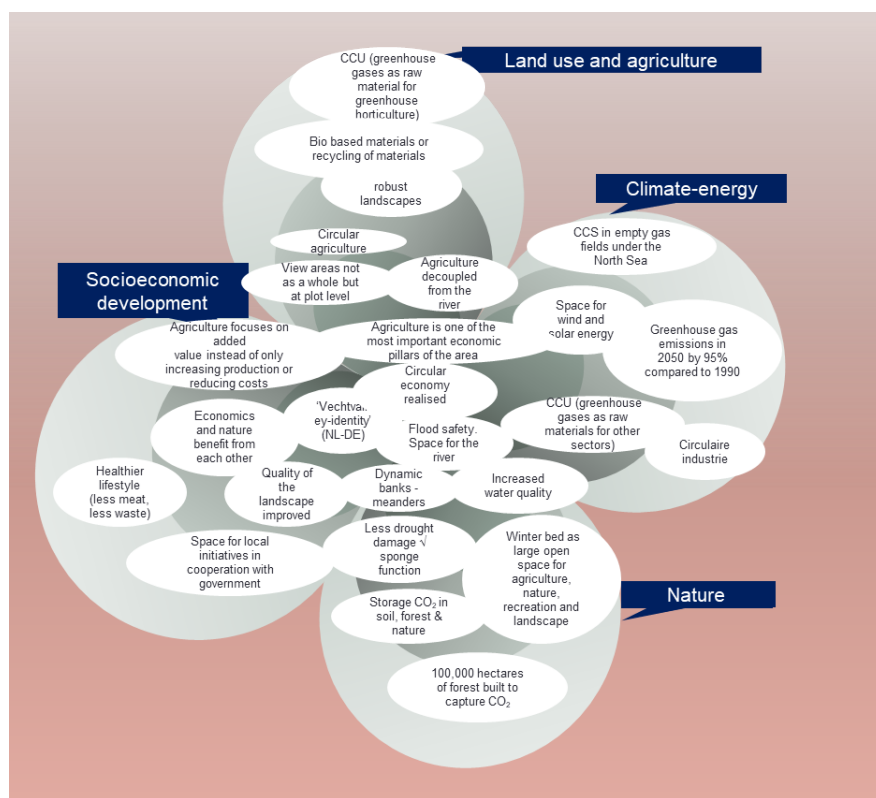 CCU (greenhouse
gases as raw
material for
greenhouse
horticulture)
Land use and agriculture
Bio based materials or
recycling of materials
robust
landscapes
Climate-energy
Circular
agriculture
CCS in empty gas
fields under the
North Sea
Socioeconomic
development
View areas not
as a whole but
at plot level
Agriculture
decoupled
from the
river
Space for
wind and
solar energy
Greenhouse gas
emissions in
2050 by 95%
compared to 1990
Agriculture focuses on
added
value instead of only
increasing production or
reducing costs
Agriculture is one of the
most important economic
pillars of the area
Circular
economy
realised
'Vechtval
ey-identity'
(NL-DE)
Economics
and nature
benefit from
each other
Flood safety.
Space for the
river
CCU (greenhouse
gases as raw
materials for other
sectors)
Circulaire
industrie
Healthier
lifestyle
(less meat,
less waste)
Quality of
the
landscape
improved
Dynamic
banks -
meanders
Increased
water quality
Space for local
initiatives in
cooperation with
government
Less drought
damage √
sponge
function
Winter bed as
large open
space for
agriculture,
nature,
recreation and
landscape
Nature
Storage CO₂ in
soil, forest &
nature
100,000 hectares
of forest built to
capture CO₂